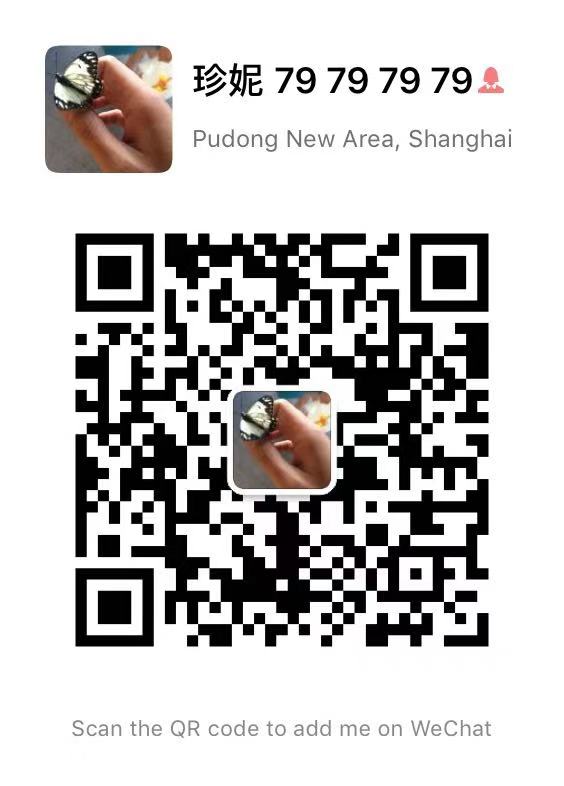 珍妮 79 79 79 79
Pudong New Area, Shanghai
Scan the QR code to add me on WeChat